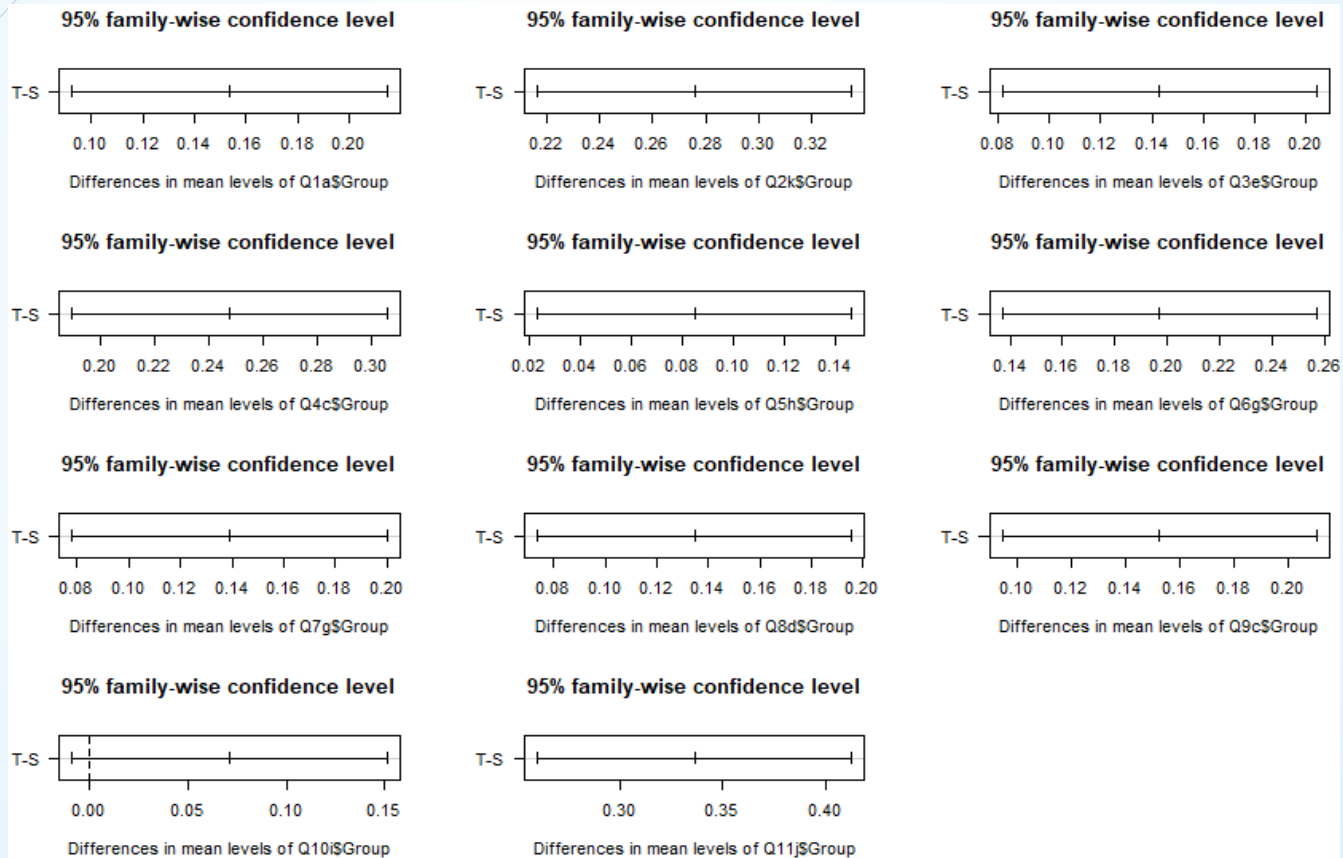 95% family-wise confidence level 95% family-wise confidence level 95% family-wise confidence level
T-S T-S T-S
0.10 0.12 0.14 0.16 0.18 0.20 0.22 0.24 0.26 0.28 0.30 0.32 0.08 0.10 0.12 0.14 0.16 0.18 0.20
Differences in mean levels of Q1a$Group Differences in mean levels of Q2k$Group Differences in mean levels of Q3e$Group
95% family-wise confidence level 95% family-wise confidence level 95% family-wise confidence level
T-S T-S T-S
0.20 0.22 0.24 0.26 0.28 0.30 0.02 0.04 0.06 0.08 0.10 0.12 0.14 0.14 0.16 0.18 0.20 0.22 0.24 0.26
Differences in mean levels of Q4c$Group Differences in mean levels of Q5h$Group Differences in mean levels of Q6g$Group
95% family-wise confidence level 95% family-wise confidence level 95% family-wise confidence level
T-S T-S T-S
0.08 0.10 0.12 0.14 0.16 0.18 0.20 0.08 0.10 0.12 0.14 0.16 0.18 0.20 0.10 0.12 0.14 0.16 0.18 0.20
Differences in mean levels of Q7g$Group Differences in mean levels of Q8d$Group Differences in mean levels of Q9c$Group
95% family-wise confidence level 95% family-wise confidence level
T-S T-S
0.00 0.05 0.10 0.15 0.30 0.35 0.40
Differences in mean levels of Q10i$Group Differences in mean levels of Q11j$Group